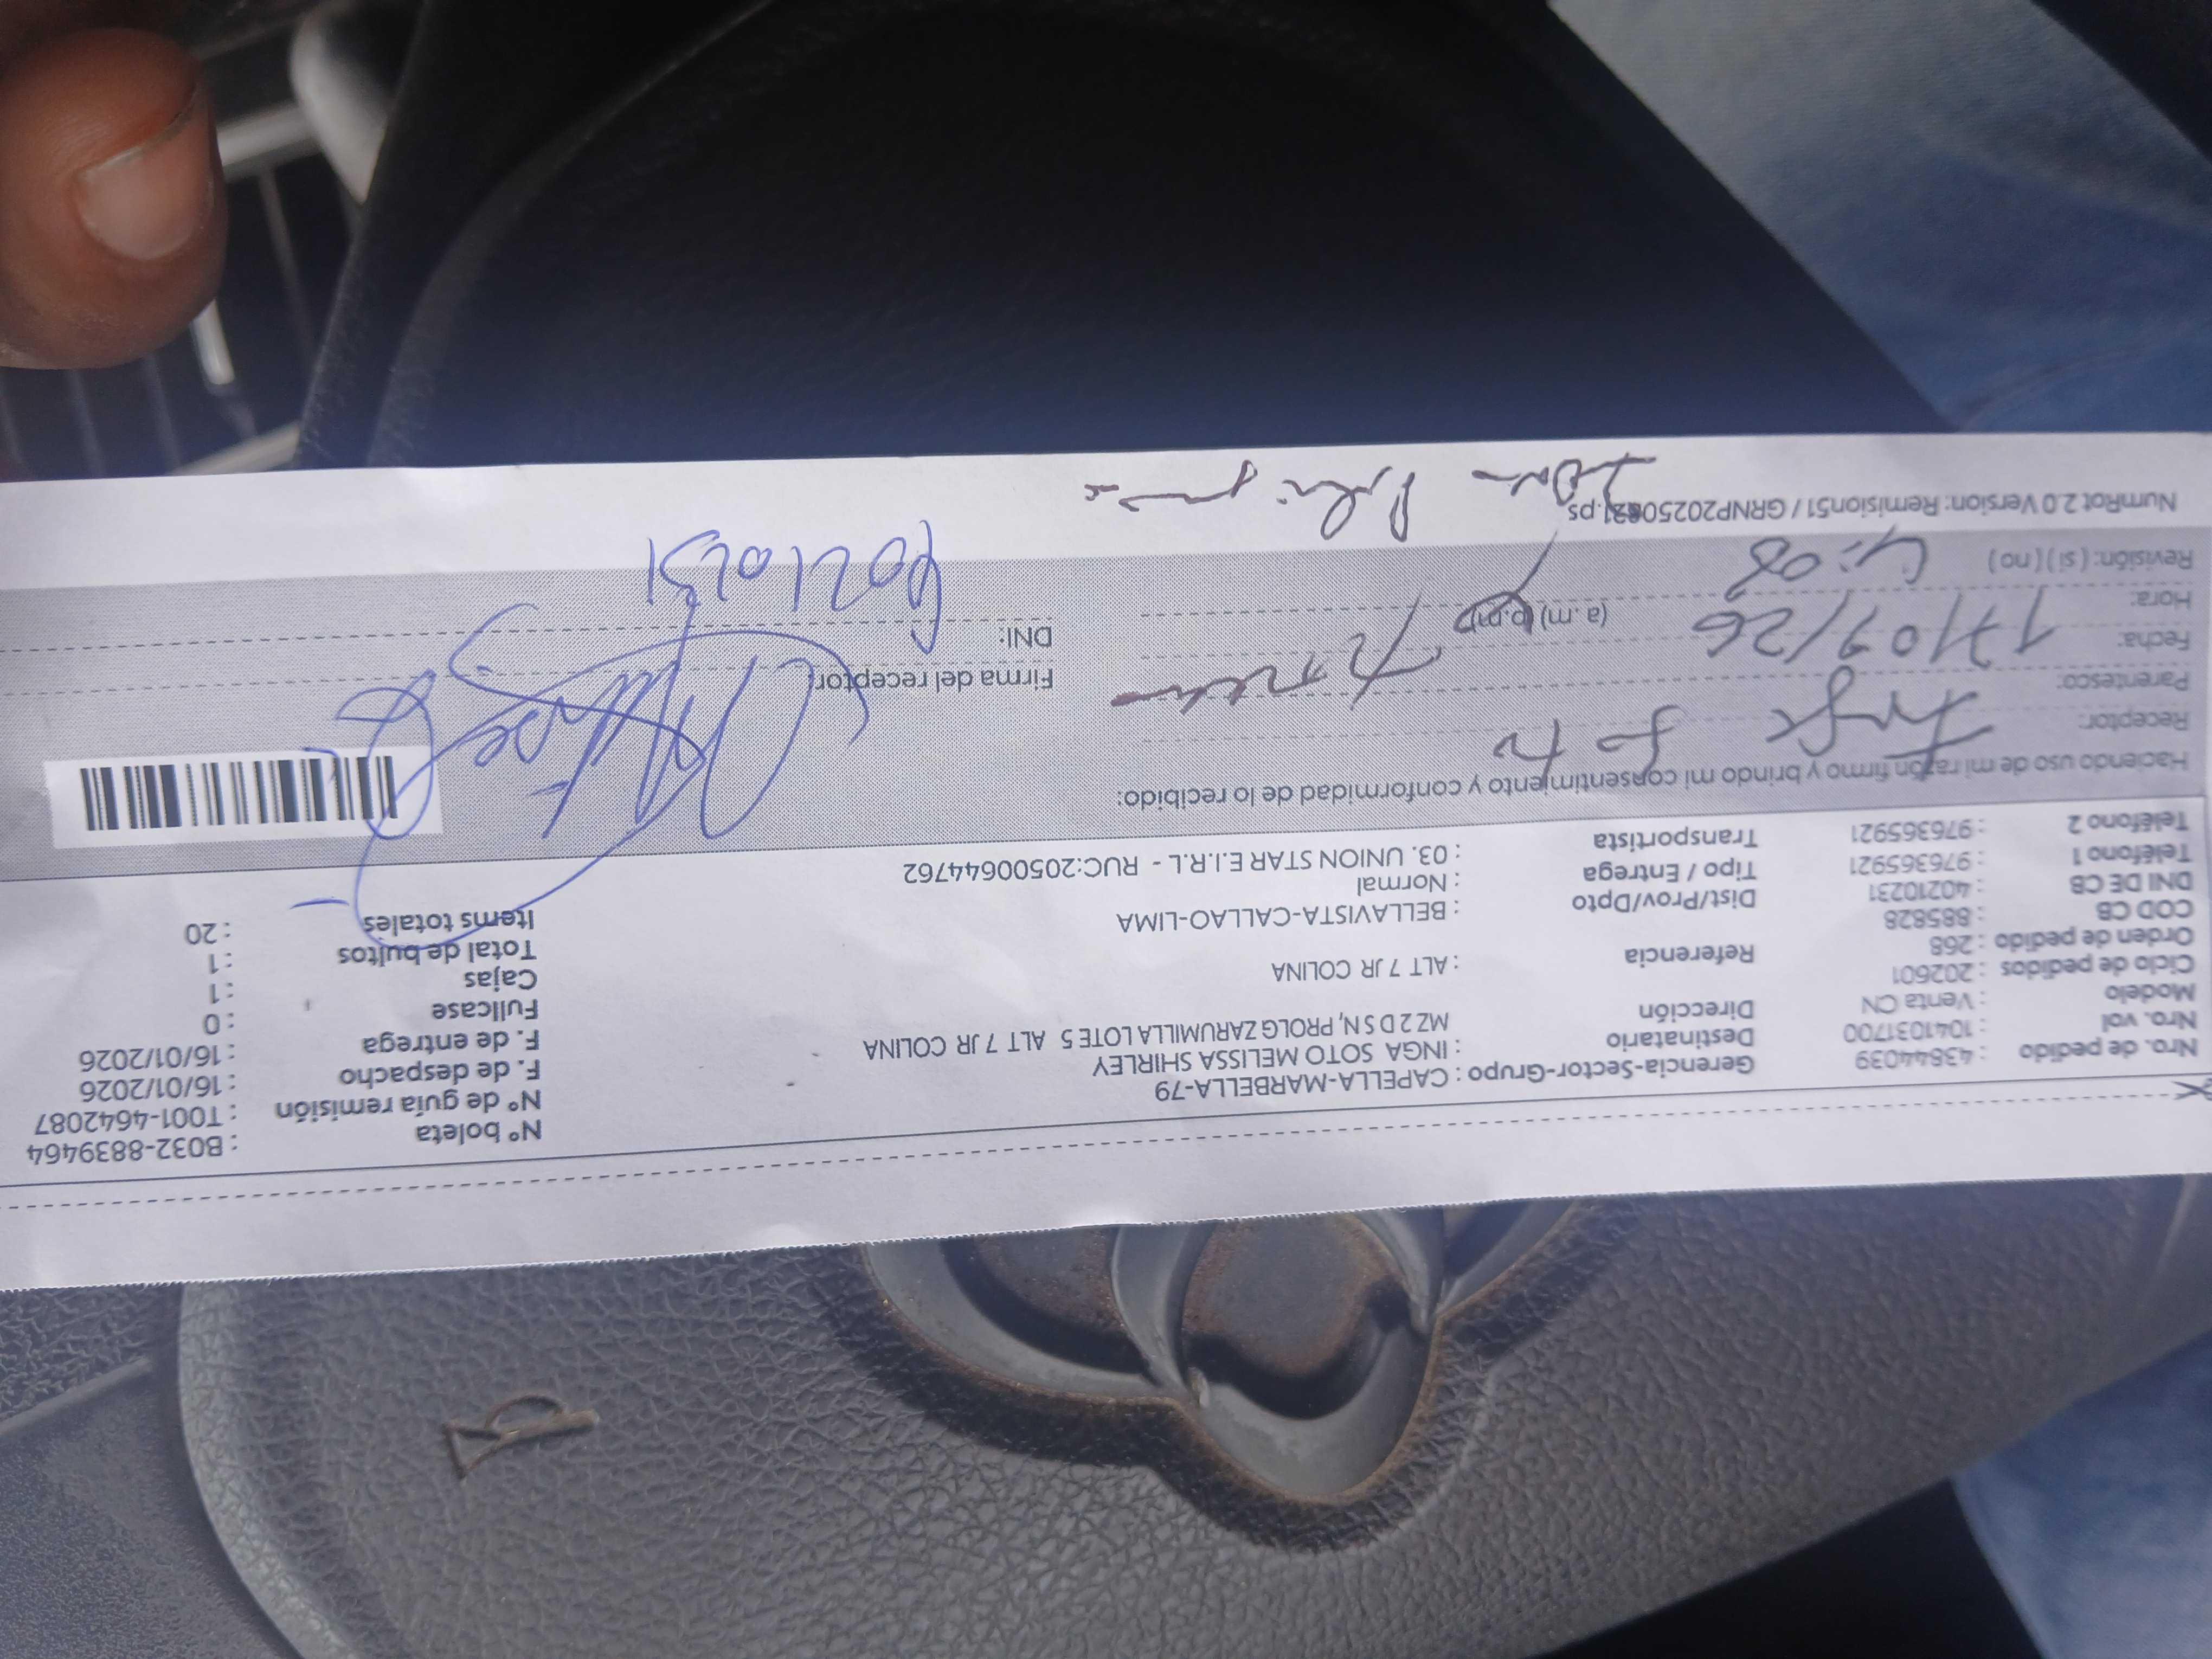 Nro. de pedido : 43844039 Gerencia-Sector-Grupo : CAPELLA-MARBELLA-79 N° boleta : B032-8839464
Nro. vol : 1041031700 Destinatario : INGA SOTO MELISSA SHIRLEY N° de guía remisión : T001-4642087
Modelo : Venta CN Dirección MZ 2 D S N, PROLG ZARUMILLA LOTE 5 ALT 7 JR COLINA F. de despacho : 16/01/2026
Ciclo de pedidos : 202601 F. de entrega : 16/01/2026
Orden de pedido : 268 Referencia : ALT 7 JR COLINA Fullcase : 0
COD CB : 885828 Cajas : 1
DNI DE CB : 40210231 Dist/Prov/Dpto : BELLAVISTA-CALLAO-LIMA Total de bultos : 1
Teléfono 1 : 976365921 Tipo / Entrega : Normal Items totales : 20
Teléfono 2 : 976365921 Transportista : 03. UNION STAR E.I.R.L - RUC:20500644762
Haciendo uso de mi razón firmo y brindo mi consentimiento y conformidad de lo recibido:
Receptor:
Parentesco: Firma del receptor:
Fecha: 17/01/26
Hora: 4:08 (a.m) (p.m) DNI: 40210231
Revisión: ( si ) ( no )
NumRot 2.0 Version: Remision51 / GRNP20250821.ps